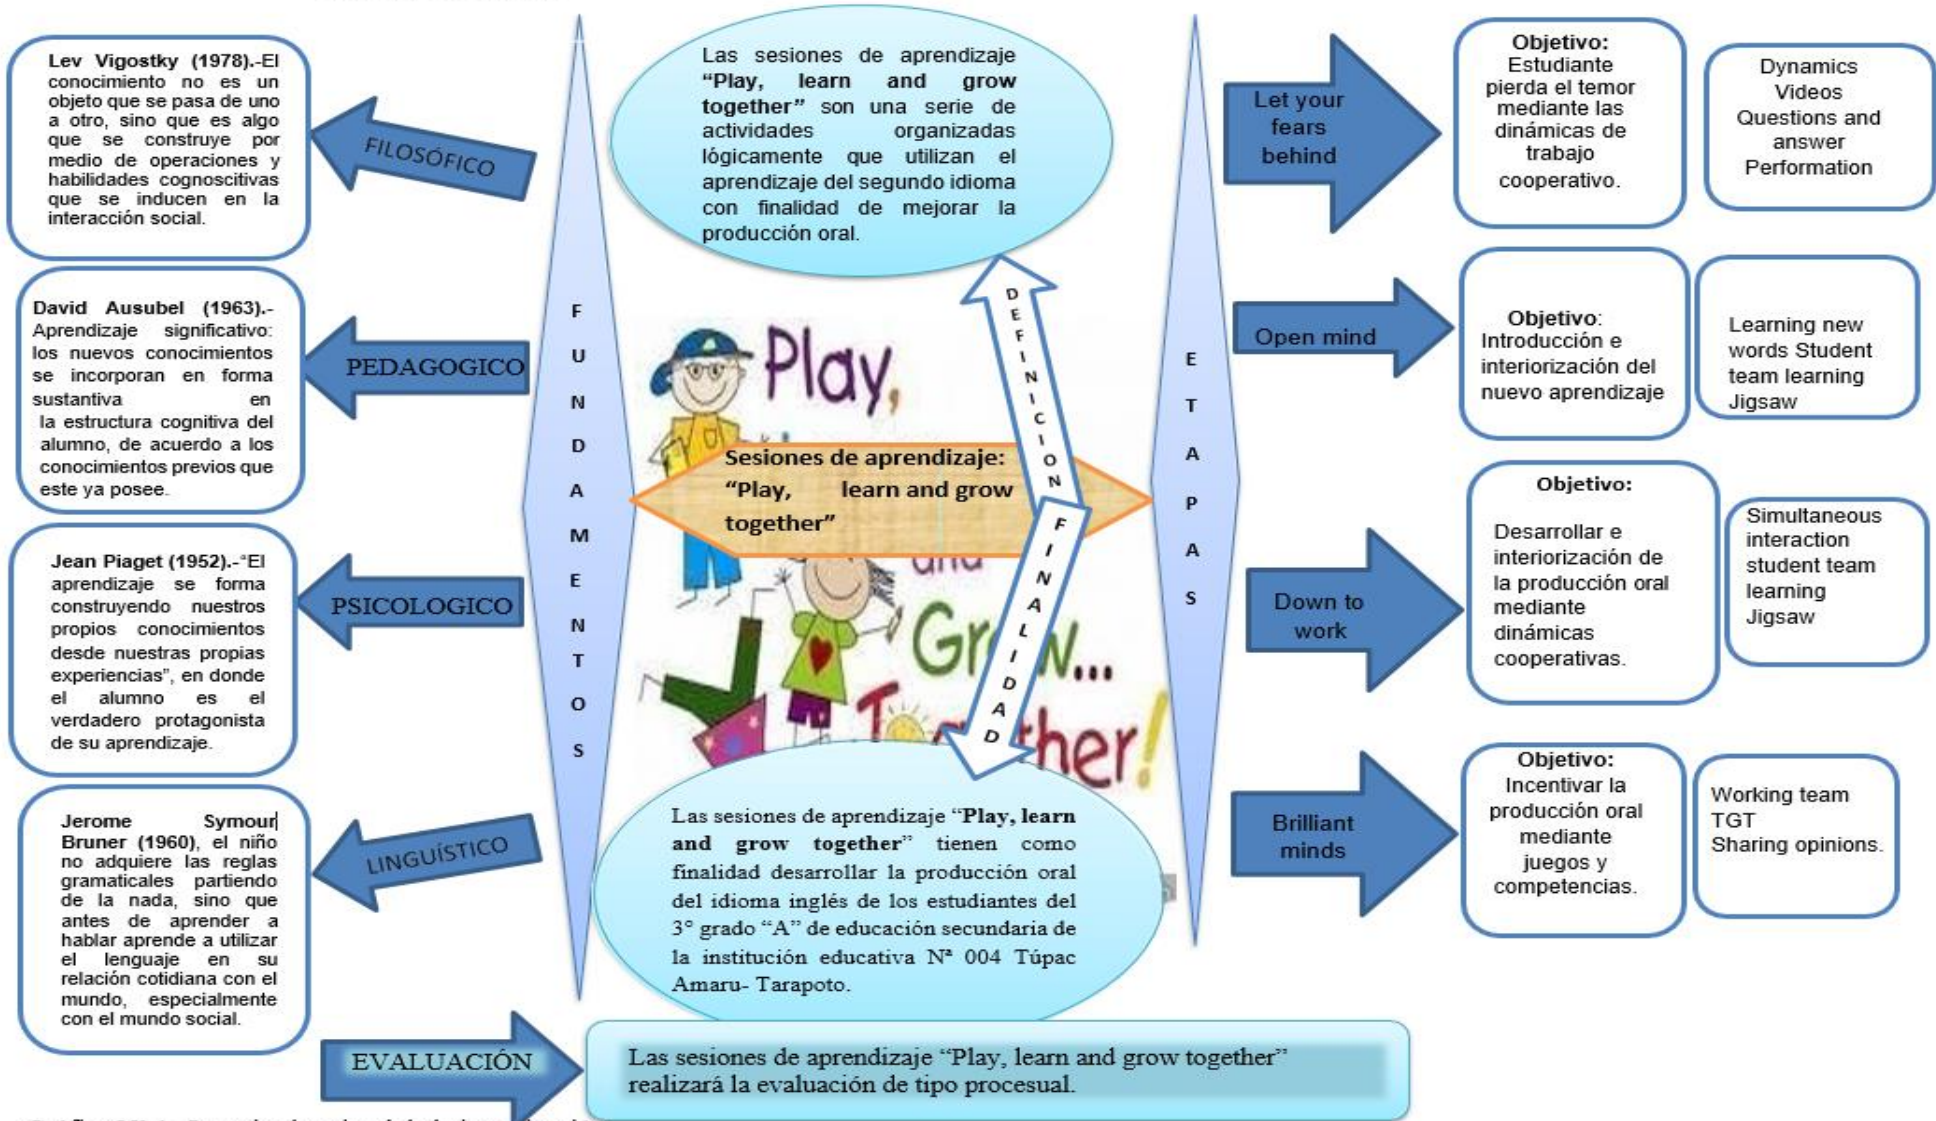 Lev Vigostky (1978).-El
conocimiento no es un
objeto que se pasa de uno
a otro, sino que es algo
que se construye por
medio de operaciones y
habilidades cognoscitivas
que se inducen en la
interacción social.
FILOSÓFICO
David Ausubel (1963).-
Aprendizaje significativo:
los nuevos conocimientos
se incorporan en forma
sustantiva en
la estructura cognitiva del
alumno, de acuerdo a los
conocimientos previos que
este ya posee.
PEDAGOGICO
Jean Piaget (1952).-“El
aprendizaje se forma
construyendo nuestros
propios conocimientos
desde nuestras propias
experiencias”, en donde
el alumno es el
verdadero protagonista
de su aprendizaje.
PSICOLOGICO
Jerome Symour
Bruner (1960), el niño
no adquiere las reglas
gramaticales partiendo
de la nada, sino que
antes de aprender a
hablar aprende a utilizar
el lenguaje en su
relación cotidiana con el
mundo, especialmente
con el mundo social.
LINGUÍSTICO
FUNDAMENTOS
Las sesiones de aprendizaje
“Play, learn and grow
together” son una serie de
actividades organizadas
lógicamente que utilizan el
aprendizaje del segundo idioma
con finalidad de mejorar la
producción oral.
DEFINICION
Play,
Sesiones de aprendizaje:
“Play, learn and grow
together”
and
Grow...
Together!
FINALIDAD
Las sesiones de aprendizaje “Play, learn
and grow together” tienen como
finalidad desarrollar la producción oral
del idioma inglés de los estudiantes del
3° grado “A” de educación secundaria de
la institución educativa Nª 004 Túpac
Amaru- Tarapoto.
ETAPAS
Let your
fears
behind
Objetivo:
Estudiante
pierda el temor
mediante las
dinámicas de
trabajo
cooperativo.
Dynamics
Videos
Questions and
answer
Performation
Open mind
Objetivo:
Introducción e
interiorización del
nuevo aprendizaje
Learning new
words Student
team learning
Jigsaw
Down to
work
Objetivo:
Desarrollar e
interiorización de
la producción oral
mediante
dinámicas
cooperativas.
Simultaneous
interaction
student team
learning
Jigsaw
Brilliant
minds
Objetivo:
Incentivar la
producción oral
mediante
juegos y
competencias.
Working team
TGT
Sharing opinions.
EVALUACIÓN
Las sesiones de aprendizaje “Play, learn and grow together”
realizará la evaluación de tipo procesual.